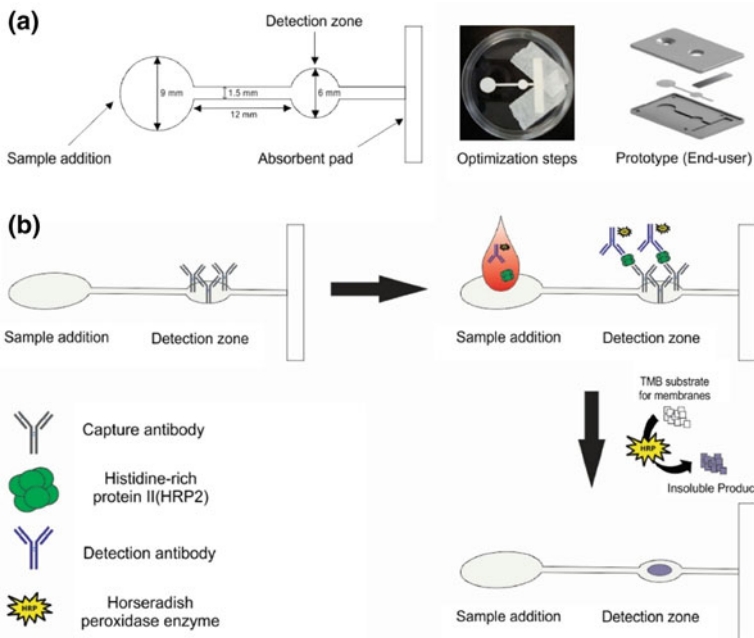 (a)
Detection zone
9 mm
1.5 mm
6 mm
12 mm
Sample addition
Absorbent pad
Optimization steps
Prototype (End-user)
(b)
Sample addition
Detection zone
Sample addition
Detection zone
TMB substrate
for membranes
HRP
Insoluble Produc
Capture antibody
Histidine-rich
protein II(HRP2)
Detection antibody
HRP
Horseradish
peroxidase enzyme
Sample addition
Detection zone